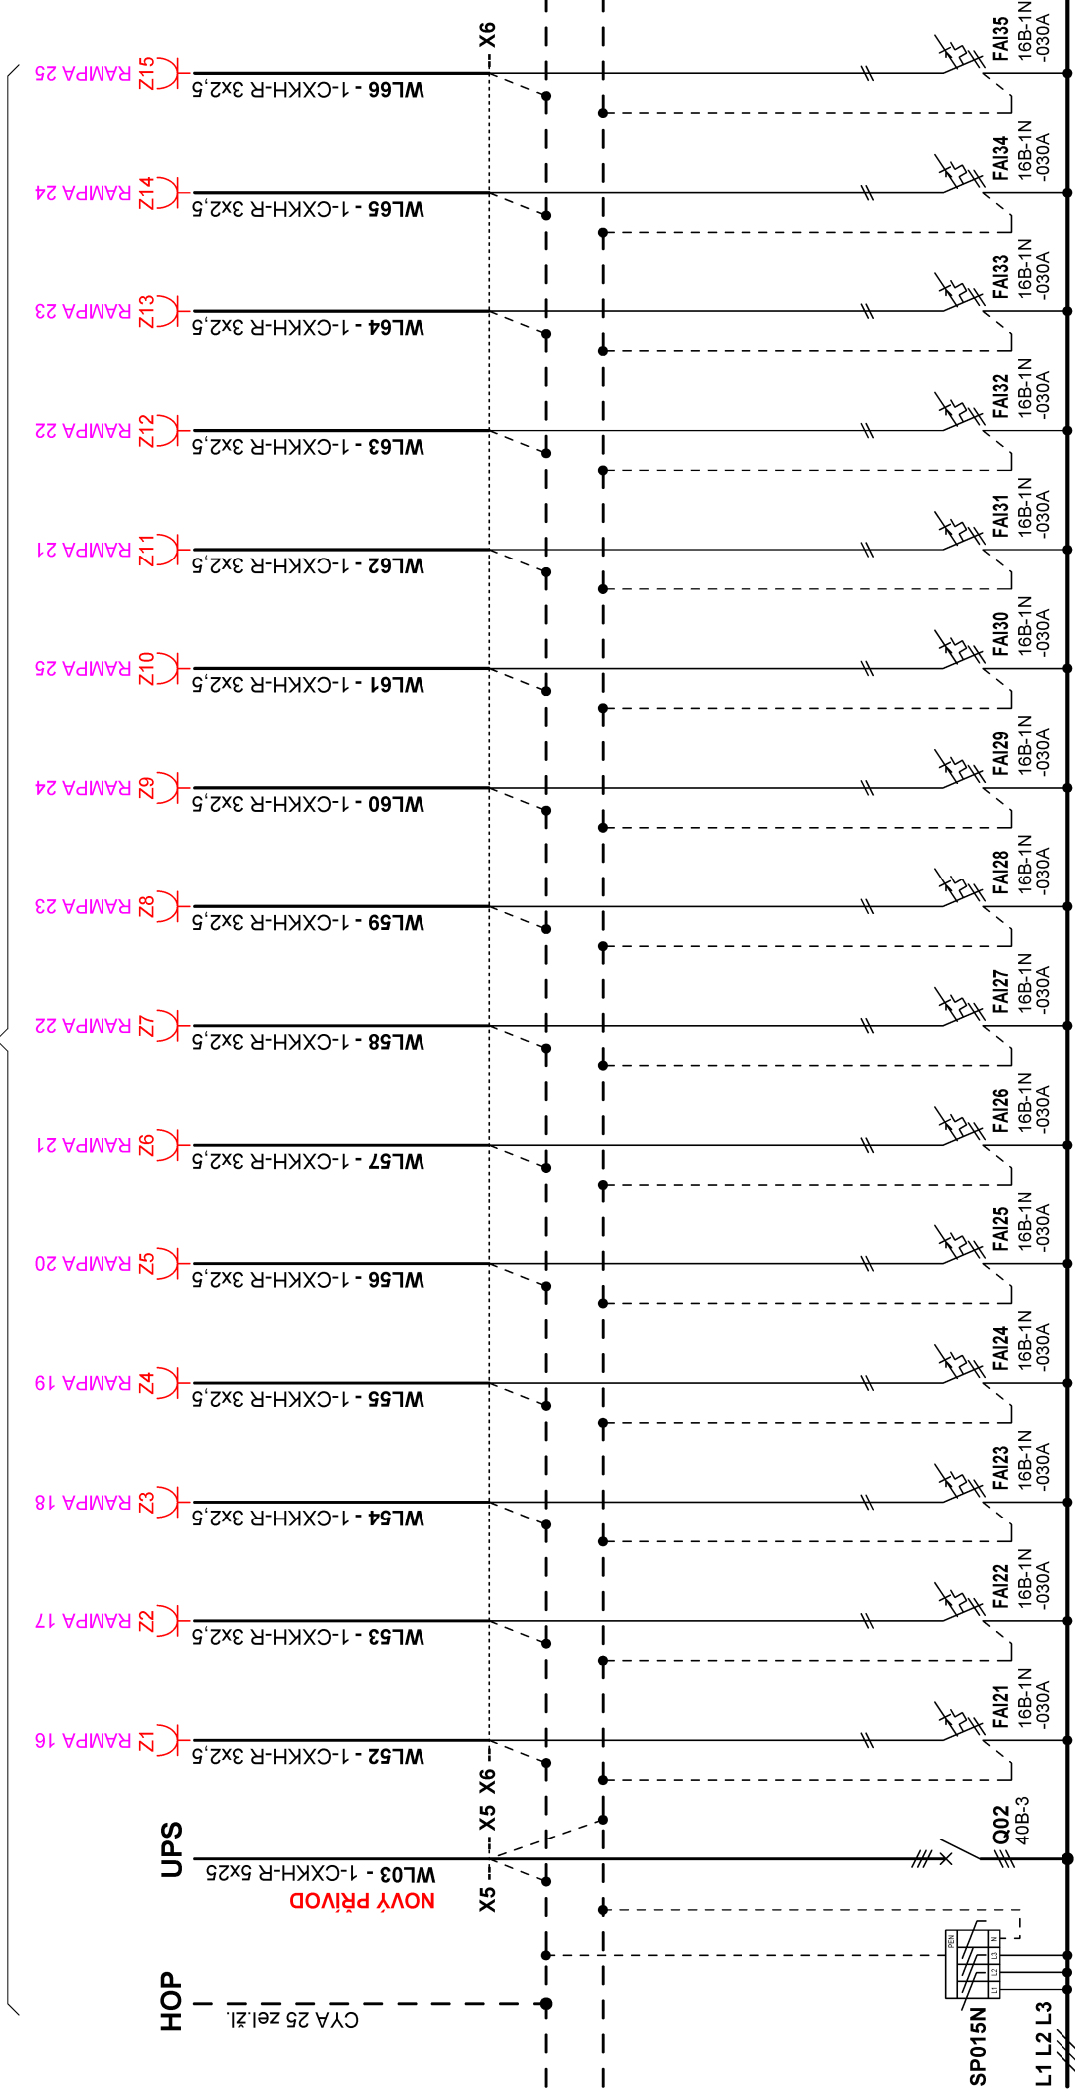 HOP
CYA 25 zel.žl.
SP015N
PEN
L1
L2
L3
N
L1 L2 L3
UPS
NOVÝ PŘÍVOD
WL03 - 1-CXKH-R 5x25
X5
X5
Q02
40B-3
X6
RAMPA 16
Z1
WL52 - 1-CXKH-R 3x2,5
FAI21
16B-1N
-030A
RAMPA 17
Z2
WL53 - 1-CXKH-R 3x2,5
FAI22
16B-1N
-030A
RAMPA 18
Z3
WL54 - 1-CXKH-R 3x2,5
FAI23
16B-1N
-030A
RAMPA 19
Z4
WL55 - 1-CXKH-R 3x2,5
FAI24
16B-1N
-030A
RAMPA 20
Z5
WL56 - 1-CXKH-R 3x2,5
FAI25
16B-1N
-030A
RAMPA 21
Z6
WL57 - 1-CXKH-R 3x2,5
FAI26
16B-1N
-030A
RAMPA 22
Z7
WL58 - 1-CXKH-R 3x2,5
FAI27
16B-1N
-030A
RAMPA 23
Z8
WL59 - 1-CXKH-R 3x2,5
FAI28
16B-1N
-030A
RAMPA 24
Z9
WL60 - 1-CXKH-R 3x2,5
FAI29
16B-1N
-030A
RAMPA 25
Z10
WL61 - 1-CXKH-R 3x2,5
FAI30
16B-1N
-030A
RAMPA 21
Z11
WL62 - 1-CXKH-R 3x2,5
FAI31
16B-1N
-030A
RAMPA 22
Z12
WL63 - 1-CXKH-R 3x2,5
FAI32
16B-1N
-030A
RAMPA 23
Z13
WL64 - 1-CXKH-R 3x2,5
FAI33
16B-1N
-030A
RAMPA 24
Z14
WL65 - 1-CXKH-R 3x2,5
FAI34
16B-1N
-030A
RAMPA 25
Z15
WL66 - 1-CXKH-R 3x2,5
FAI35
16B-1N
-030A
X6